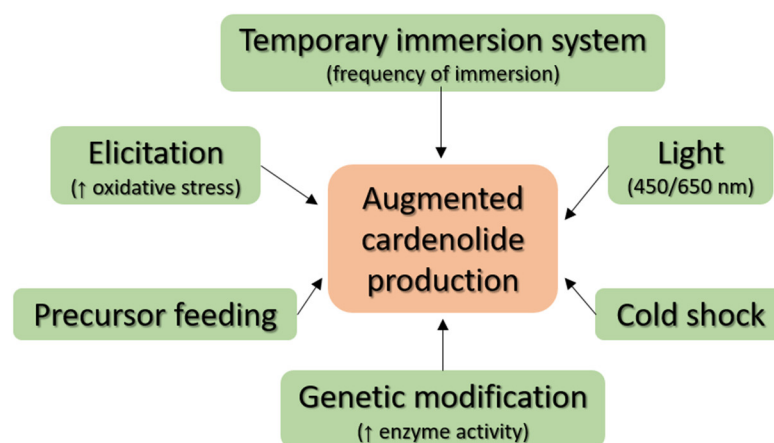 Temporary immersion system
(frequency of immersion)
Elicitation
(↑ oxidative stress)
Light
(450/650 nm)
Augmented
cardenolide
production
Precursor feeding
Cold shock
Genetic modification
(↑ enzyme activity)